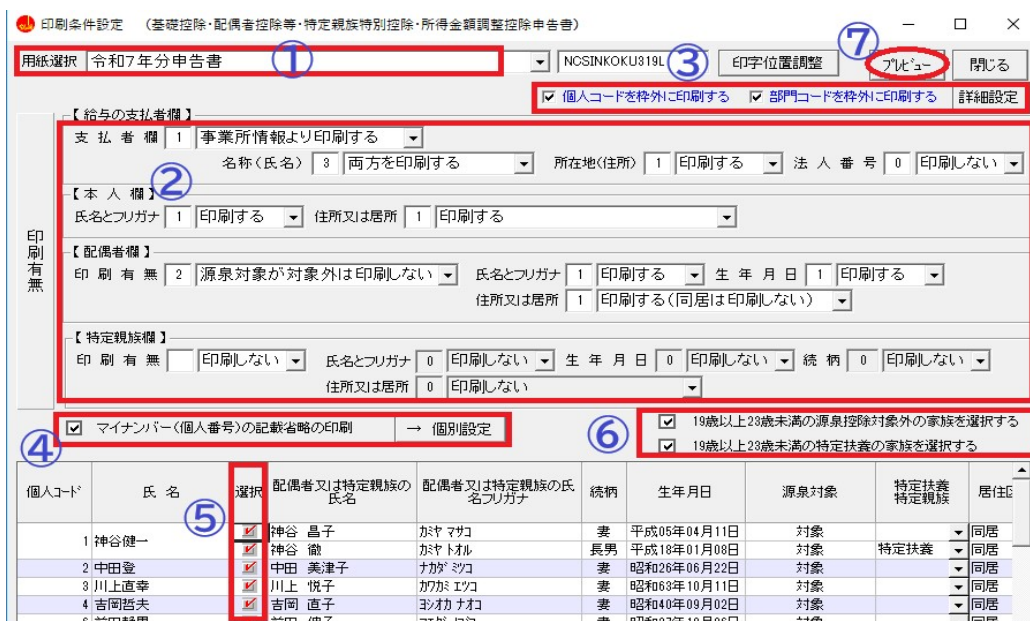 印刷条件設定 (基礎控除・配偶者控除等・特定親族特別控除・所得金額調整控除申告書)
用紙選択 令和7年分申告書 ① NCSINKOKU319L ③ 印字位置調整 ⑦ プレビュー 閉じる
個人コードを枠外に印刷する 部門コードを枠外に印刷する 詳細設定
【給与の支払者欄】
支払者欄 1 事業所情報より印刷する
② 名称(氏名) 3 両方を印刷する 所在地(住所) 1 印刷する 法人番号 0 印刷しない
【本人欄】
氏名とフリガナ 1 印刷する 住所又は居所 1 印刷する
印刷有無
【配偶者欄】
印刷有無 2 源泉対象が対象外は印刷しない 氏名とフリガナ 1 印刷する 生年月日 1 印刷する
住所又は居所 1 印刷する(同居は印刷しない)
【特定親族欄】
印刷有無 印刷しない 氏名とフリガナ 0 印刷しない 生年月日 0 印刷しない 続柄 0 印刷しない
住所又は居所 0 印刷しない
④ マイナンバー(個人番号)の記載省略の印刷 → 個別設定 ⑥ 19歳以上23歳未満の源泉控除対象外の家族を選択する
19歳以上23歳未満の特定扶養の家族を選択する
個人コード 氏名 ⑤ 選択 配偶者又は特定親族の氏名 配偶者又は特定親族の氏名フリガナ 続柄 生年月日 源泉対象 特定扶養特定親族 居住
1 神谷健一 神谷 昌子 カミヤ マサコ 妻 平成05年04月11日 対象 同居
神谷 徹 カミヤ トオル 長男 平成18年01月08日 対象 特定扶養 同居
2 中田登 中田 美津子 ナカダ ミツコ 妻 昭和26年06月22日 対象 同居
3 川上直幸 川上 悦子 カワカミ エツコ 妻 昭和63年10月11日 対象 同居
4 吉岡哲夫 吉岡 直子 ヨシオカ ナオコ 妻 昭和40年09月02日 対象 同居